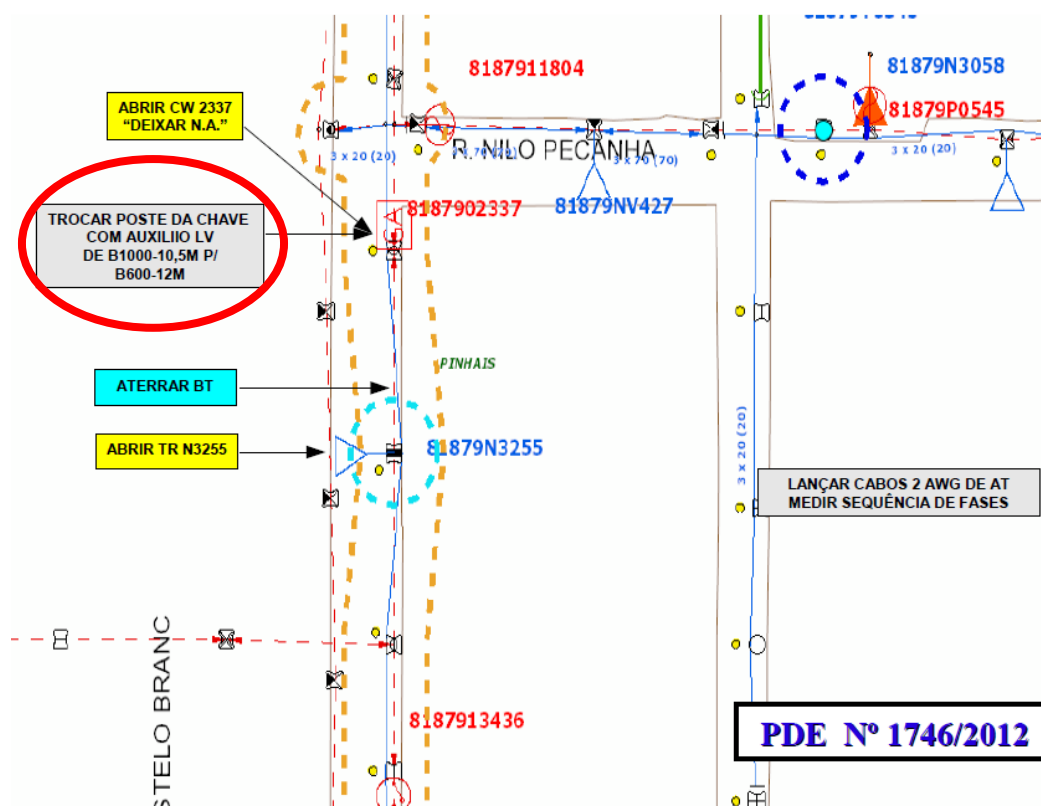 8187911804
81879N3058
ABRIR CW 2337
"DEIXAR N.A."
81879P0545
R. NILO PEÇANHA
3 x 20 (20)
3 x 70 (70)
3 x 20 (20)
TROCAR POSTE DA CHAVE
COM AUXILIIO LV
DE B1000-10,5M P/
B600-12M
8187902337
81879NV427
PINHAIS
ATERRAR BT
ABRIR TR N3255
81879N3255
3 x 20 (20)
LANÇAR CABOS 2 AWG DE AT
MEDIR SEQUÊNCIA DE FASES
STELO BRANC
8187913436
PDE Nº 1746/2012